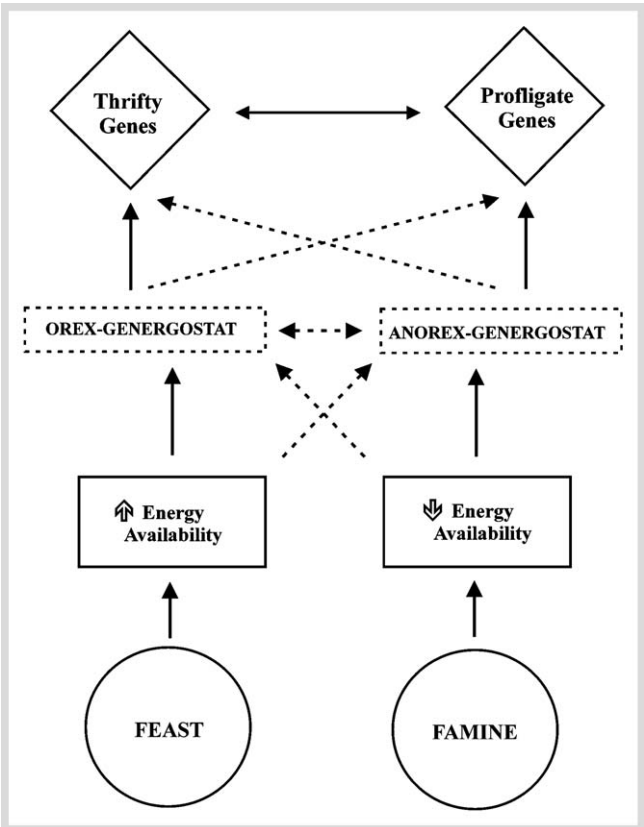 Thrifty
Genes
Profligate
Genes
OREX-GENERGOSTAT
ANOREX-GENERGOSTAT
Energy
Availability
Energy
Availability
FEAST
FAMINE